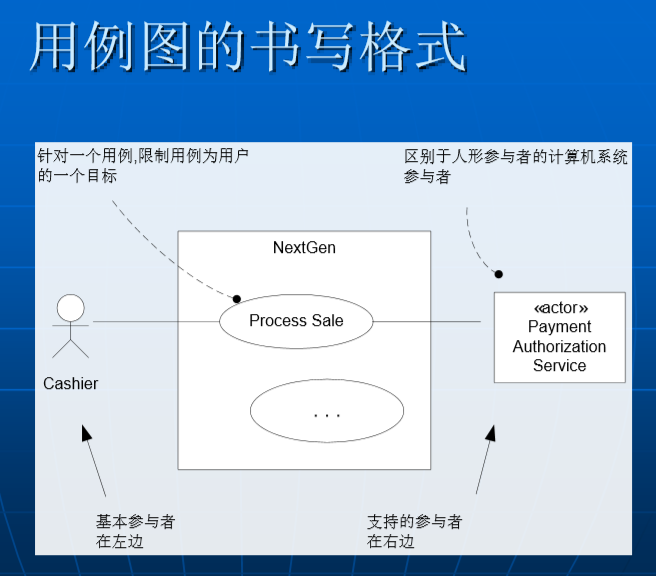 用例图的书写格式
针对一个用例,限制用例为用户
的一个目标
区别于人形参与者的计算机系统
参与者
NextGen
Process Sale
«actor»
Payment
Authorization
Service
Cashier
. . .
基本参与者
在左边
支持的参与者
在右边